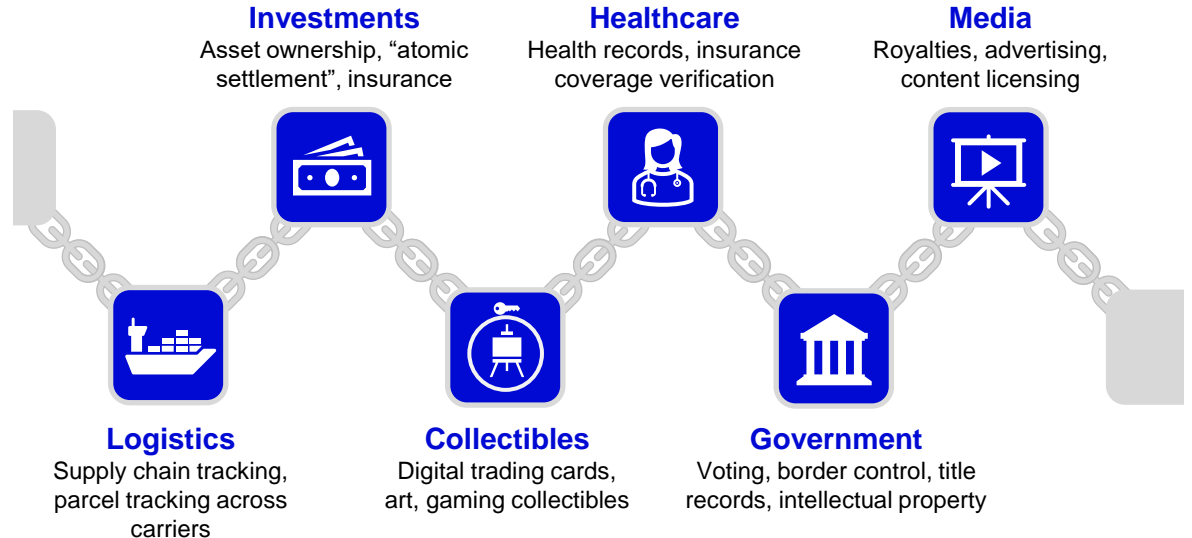 Investments
Asset ownership, “atomic
settlement”, insurance
Healthcare
Health records, insurance
coverage verification
Media
Royalties, advertising,
content licensing
Logistics
Supply chain tracking,
parcel tracking across
carriers
Collectibles
Digital trading cards,
art, gaming collectibles
Government
Voting, border control, title
records, intellectual property